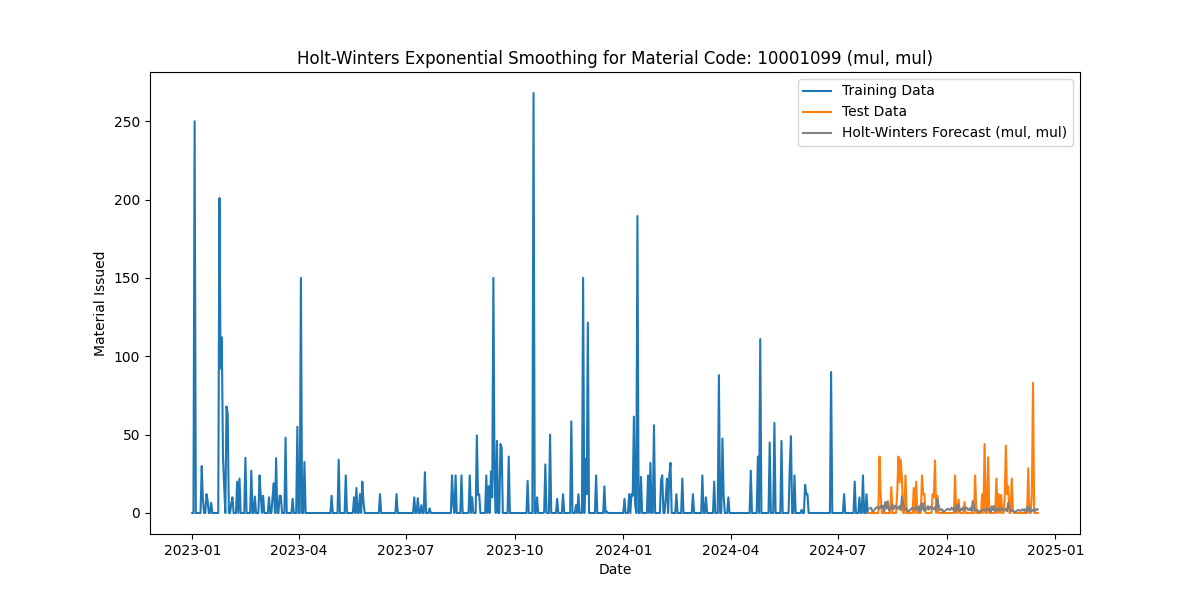 Holt-Winters Exponential Smoothing for Material Code: 10001099 (mul, mul)
Training Data
Test Data
Holt-Winters Forecast (mul, mul)
Material Issued
250
200
150
100
50
0
2023-01 2023-04 2023-07 2023-10 2024-01 2024-04 2024-07 2024-10 2025-01
Date